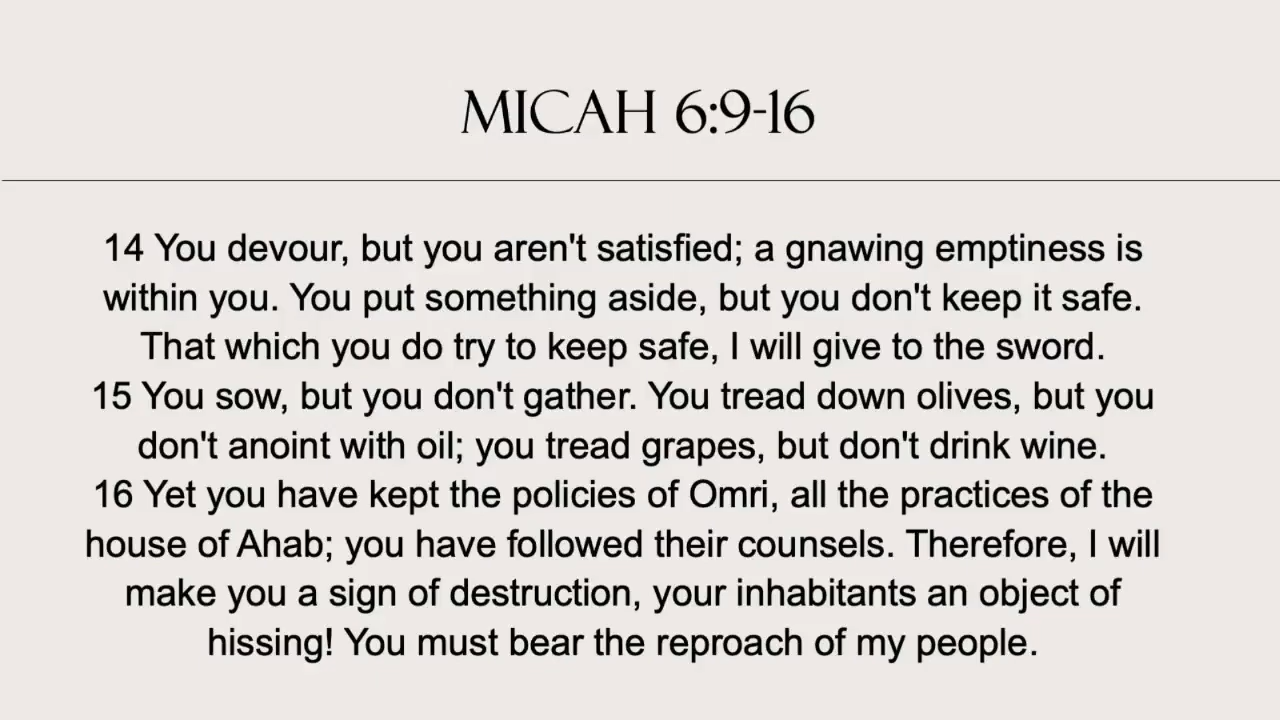 MICAH 6:9-16
14 You devour, but you aren't satisfied; a gnawing emptiness is
within you. You put something aside, but you don't keep it safe.
That which you do try to keep safe, I will give to the sword.
15 You sow, but you don't gather. You tread down olives, but you
don't anoint with oil; you tread grapes, but don't drink wine.
16 Yet you have kept the policies of Omri, all the practices of the
house of Ahab; you have followed their counsels. Therefore, I will
make you a sign of destruction, your inhabitants an object of
hissing! You must bear the reproach of my people.